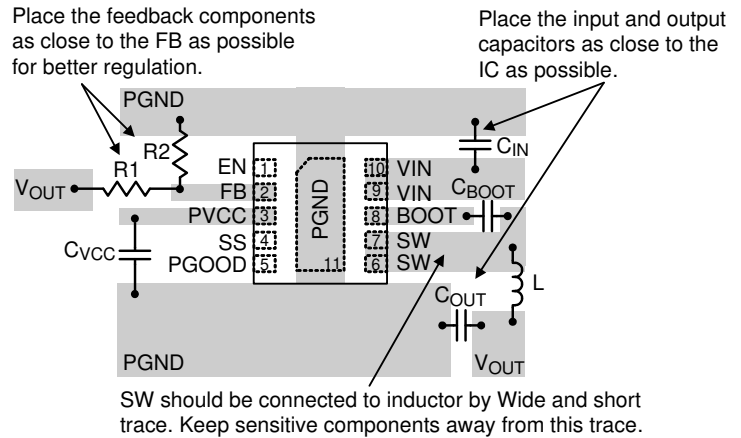 Place the feedback components
as close to the FB as possible
for better regulation.
Place the input and output
capacitors as close to the
IC as possible.
PGND
R2
R1
VOUT
CIN
EN 1
FB 2
PVCC 3
SS 4
PGOOD 5
PGND
11
10 VIN
9 VIN
8 BOOT
7 SW
6 SW
CBOOT
CVCC
COUT
L
PGND
VOUT
SW should be connected to inductor by Wide and short
trace. Keep sensitive components away from this trace.